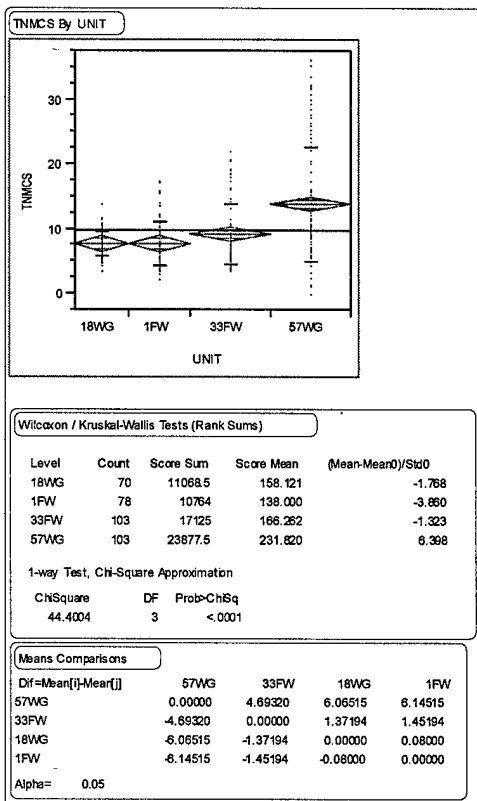 TNMCS By UNIT
30
20
10
0
TNMCS
18WG 1FW 33FW 57WG
UNIT
Wilcoxon / Kruskal-Wallis Tests (Rank Sums)
Level Count Score Sum Score Mean (Mean-Mean0)/Std0
18WG 70 11068.5 158.121 -1.768
1FW 78 10764 138.000 -3.860
33FW 103 17125 166.262 -1.323
57WG 103 23877.5 231.820 6.398
1-way Test, Chi-Square Approximation
ChiSquare DF Prob>ChiSq
44.4004 3 <.0001
Means Comparisons
Dif=Mean[i]-Mean[j] 57WG 33FW 18WG 1FW
57WG 0.00000 4.69320 6.06515 6.14515
33FW -4.69320 0.00000 1.37194 1.45194
18WG -6.06515 -1.37194 0.00000 0.08000
1FW -6.14515 -1.45194 -0.08000 0.00000
Alpha= 0.05